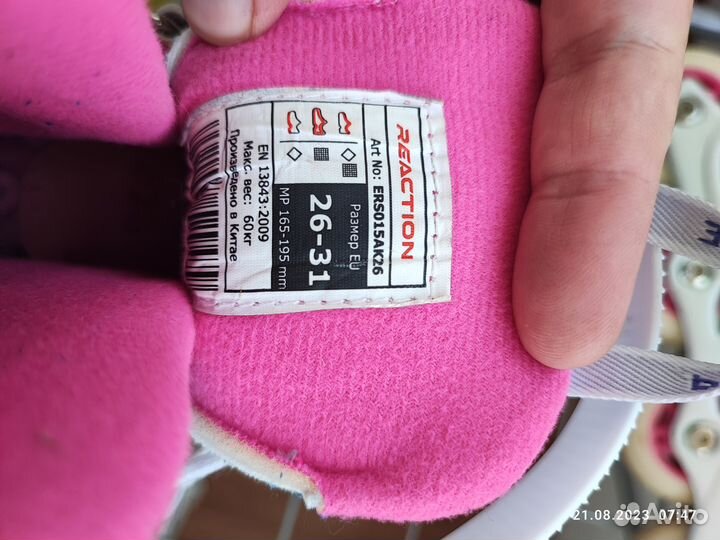 REACTION
Art No: ERS015AK26
Размер EU
26-31
MP 165-195 mm
EN 13843:2009
Макс. вес: 60кг
Произведено в Китае
21.08.2023 07:47
Avito